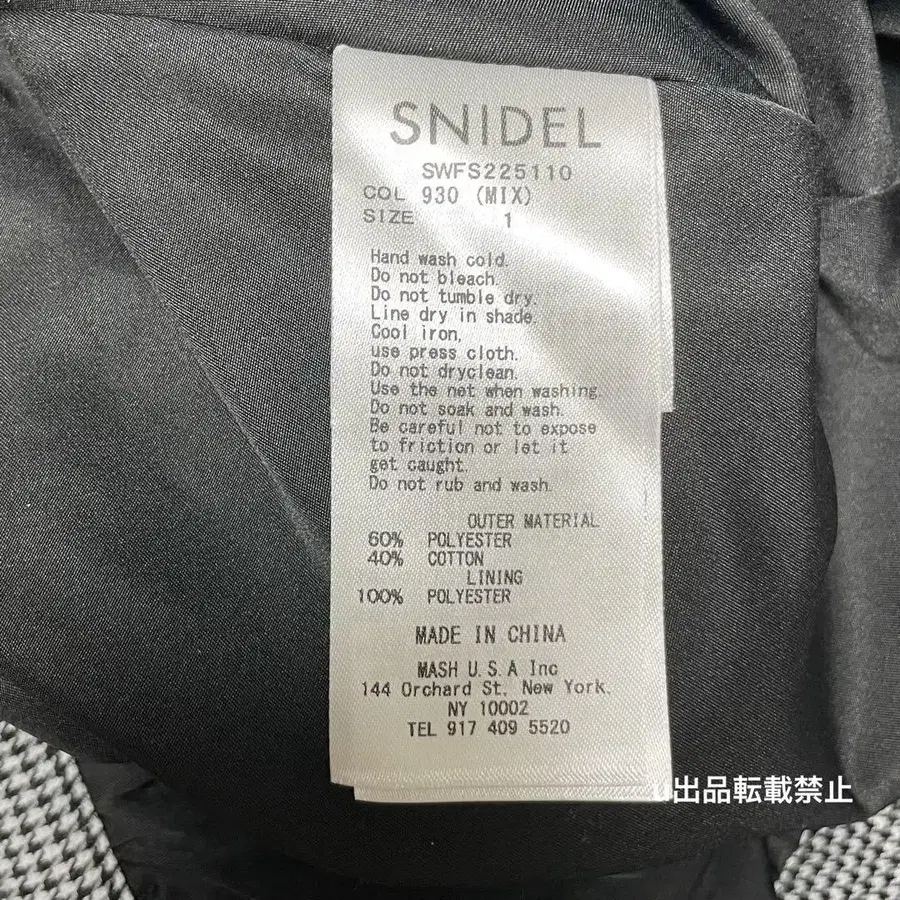 SNIDEL
SWFS225110
COL 930 (MIX)
SIZE 1
Hand wash cold.
Do not bleach.
Do not tumble dry.
Line dry in shade.
Cool iron,
use press cloth.
Do not dryclean.
Use the net when washing.
Do not soak and wash.
Be careful not to expose
to friction or let it
get caught.
Do not rub and wash.
OUTER MATERIAL
60% POLYESTER
40% COTTON
LINING
100% POLYESTER
MADE IN CHINA
MASH U.S.A Inc
144 Orchard St, New York,
NY 10002
TEL 917 409 5520
出品転載禁止